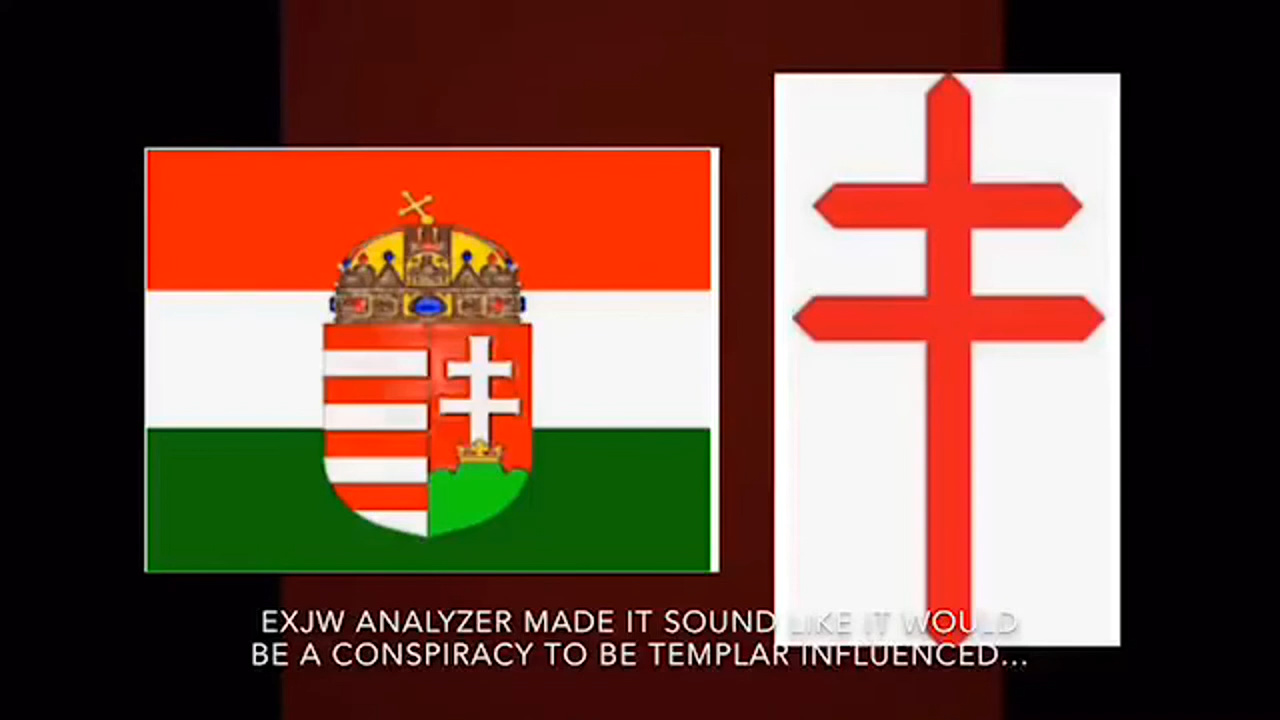 EXJW ANALYZER MADE IT SOUND LIKE IT WOULD
BE A CONSPIRACY TO BE TEMPLAR INFLUENCED...